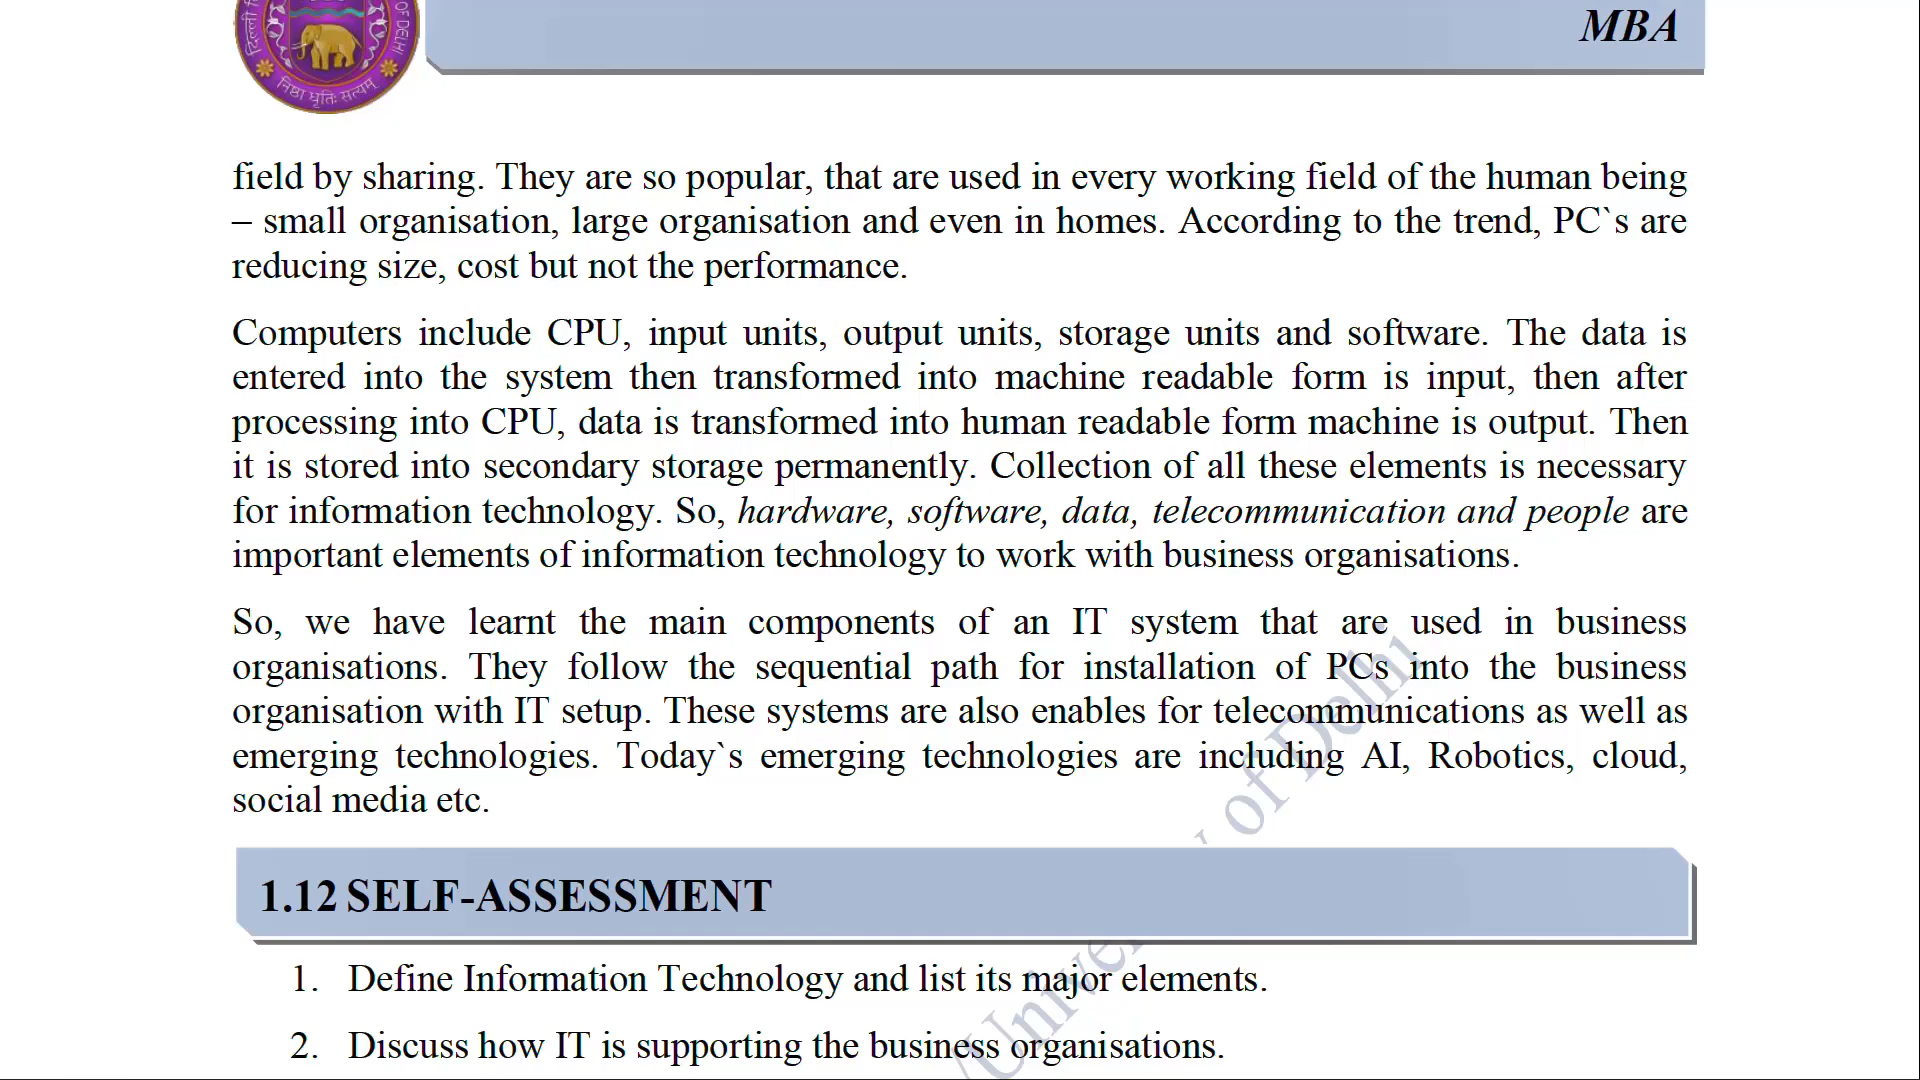 दिल्ली वि
OF DELHI
निष्ठा धृतिः सत्यम्
MBA
field by sharing. They are so popular, that are used in every working field of the human being
– small organisation, large organisation and even in homes. According to the trend, PC`s are
reducing size, cost but not the performance.
Computers include CPU, input units, output units, storage units and software. The data is
entered into the system then transformed into machine readable form is input, then after
processing into CPU, data is transformed into human readable form machine is output. Then
it is stored into secondary storage permanently. Collection of all these elements is necessary
for information technology. So, hardware, software, data, telecommunication and people are
important elements of information technology to work with business organisations.
So, we have learnt the main components of an IT system that are used in business
organisations. They follow the sequential path for installation of PCs into the business
organisation with IT setup. These systems are also enables for telecommunications as well as
emerging technologies. Today`s emerging technologies are including AI, Robotics, cloud,
social media etc.
1.12 SELF-ASSESSMENT
1. Define Information Technology and list its major elements.
2. Discuss how IT is supporting the business organisations.
/Univer y of Delhi